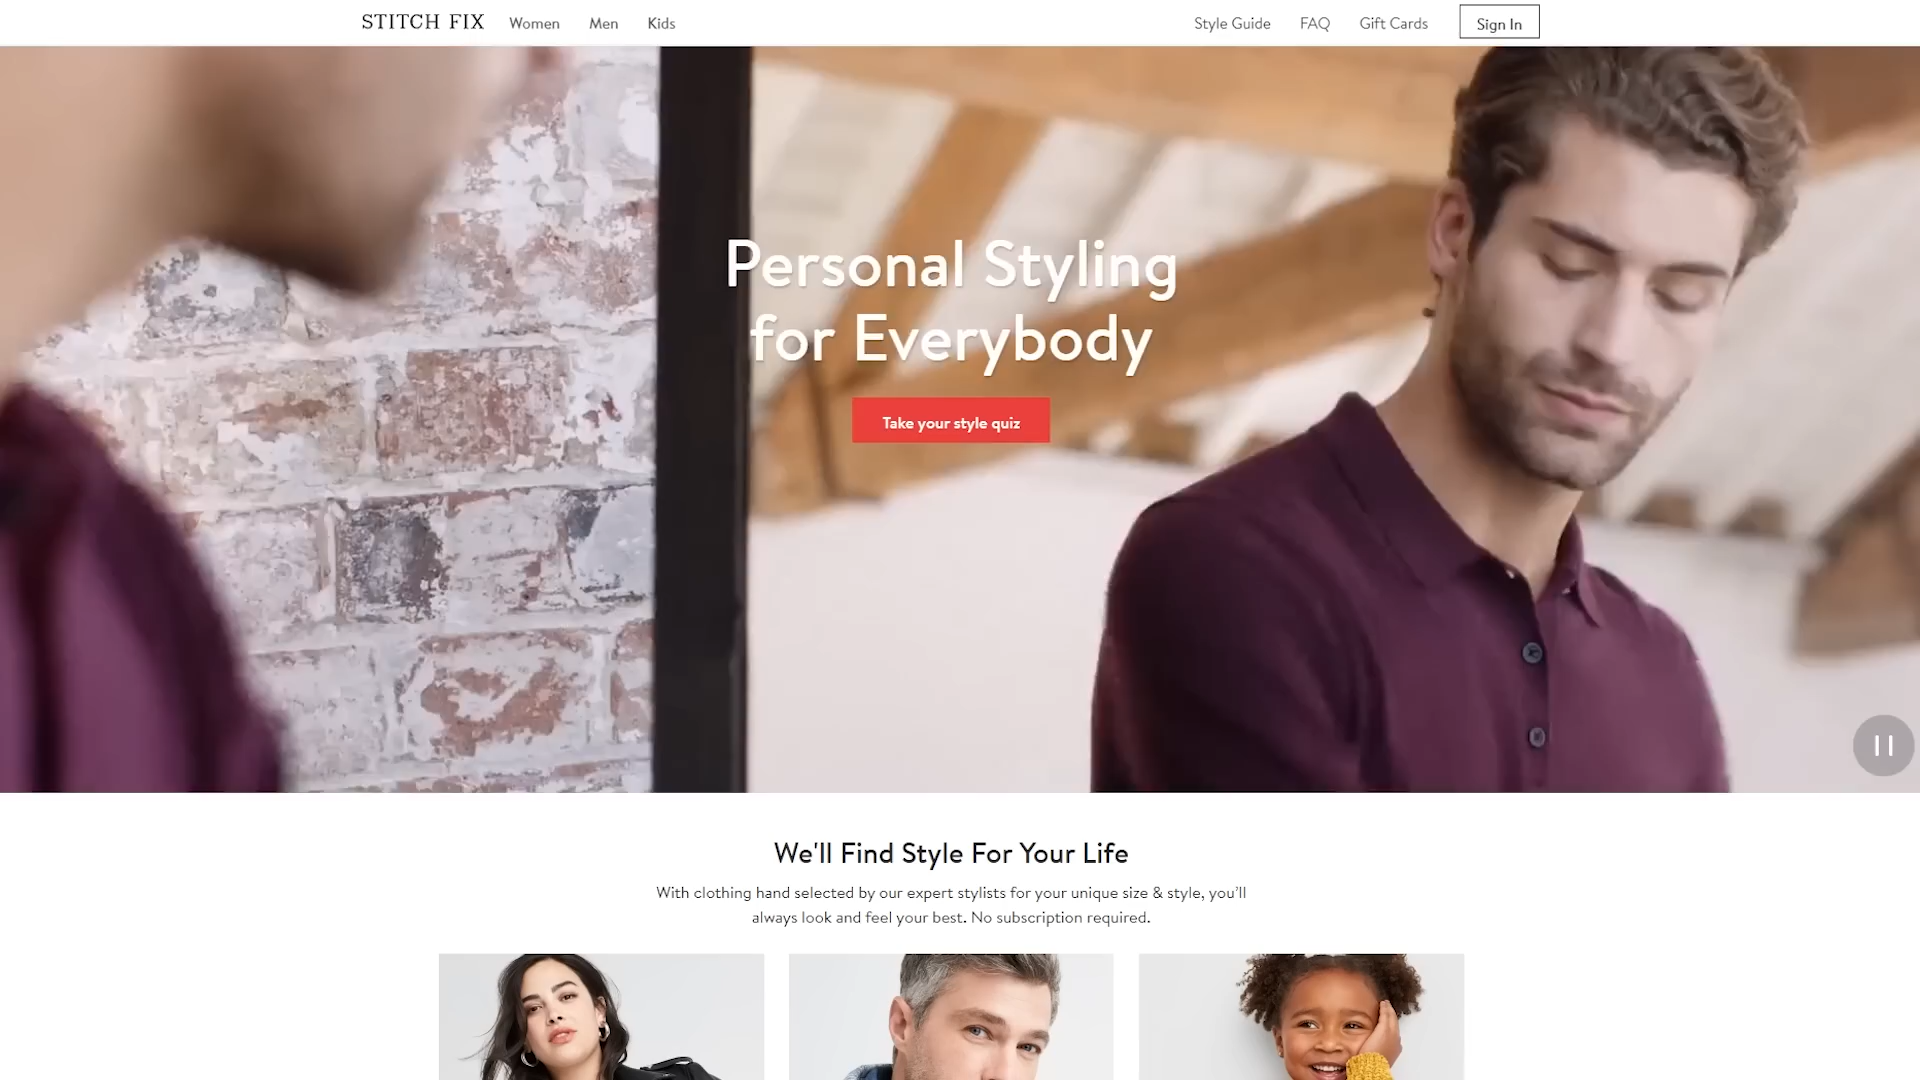 STITCH FIX Women Men Kids Style Guide FAQ Gift Cards Sign In
Personal Styling
for Everybody
Take your style quiz
We'll Find Style For Your Life
With clothing hand selected by our expert stylists for your unique size & style, you’ll
always look and feel your best. No subscription required.